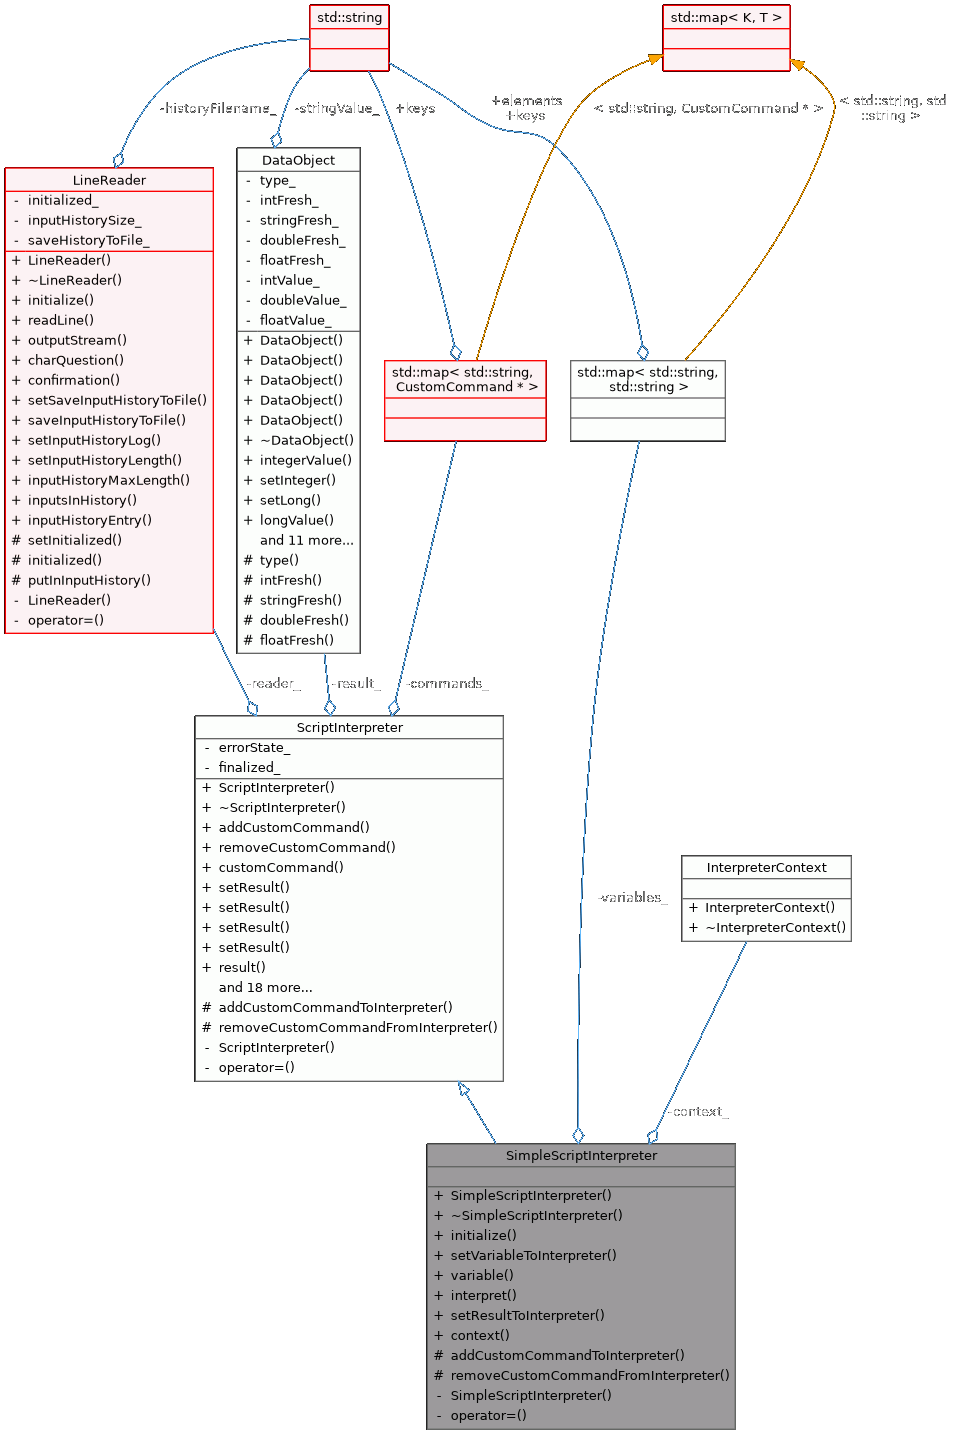 std::string
std::map< K, T >
-historyFilename_
-stringValue_
+keys
+elements
+keys
< std::string, CustomCommand * >
< std::string, std
::string >
LineReader
- initialized_
- inputHistorySize_
- saveHistoryToFile_
+ LineReader()
+ ~LineReader()
+ initialize()
+ readLine()
+ outputStream()
+ charQuestion()
+ confirmation()
+ setSaveInputHistoryToFile()
+ saveInputHistoryToFile()
+ setInputHistoryLog()
+ setInputHistoryLength()
+ inputHistoryMaxLength()
+ inputsInHistory()
+ inputHistoryEntry()
# setInitialized()
# initialized()
# putInInputHistory()
- LineReader()
- operator=()
DataObject
- type_
- intFresh_
- stringFresh_
- doubleFresh_
- floatFresh_
- intValue_
- doubleValue_
- floatValue_
+ DataObject()
+ DataObject()
+ DataObject()
+ DataObject()
+ DataObject()
+ ~DataObject()
+ integerValue()
+ setInteger()
+ setLong()
+ longValue()
and 11 more...
# type()
# intFresh()
# stringFresh()
# doubleFresh()
# floatFresh()
std::map< std::string,
CustomCommand * >
std::map< std::string,
std::string >
-reader_
-result_
-commands_
ScriptInterpreter
- errorState_
- finalized_
+ ScriptInterpreter()
+ ~ScriptInterpreter()
+ addCustomCommand()
+ removeCustomCommand()
+ customCommand()
+ setResult()
+ setResult()
+ setResult()
+ setResult()
+ result()
and 18 more...
# addCustomCommandToInterpreter()
# removeCustomCommandFromInterpreter()
- ScriptInterpreter()
- operator=()
-variables_
InterpreterContext
+ InterpreterContext()
+ ~InterpreterContext()
-context_
SimpleScriptInterpreter
+ SimpleScriptInterpreter()
+ ~SimpleScriptInterpreter()
+ initialize()
+ setVariableToInterpreter()
+ variable()
+ interpret()
+ setResultToInterpreter()
+ context()
# addCustomCommandToInterpreter()
# removeCustomCommandFromInterpreter()
- SimpleScriptInterpreter()
- operator=()